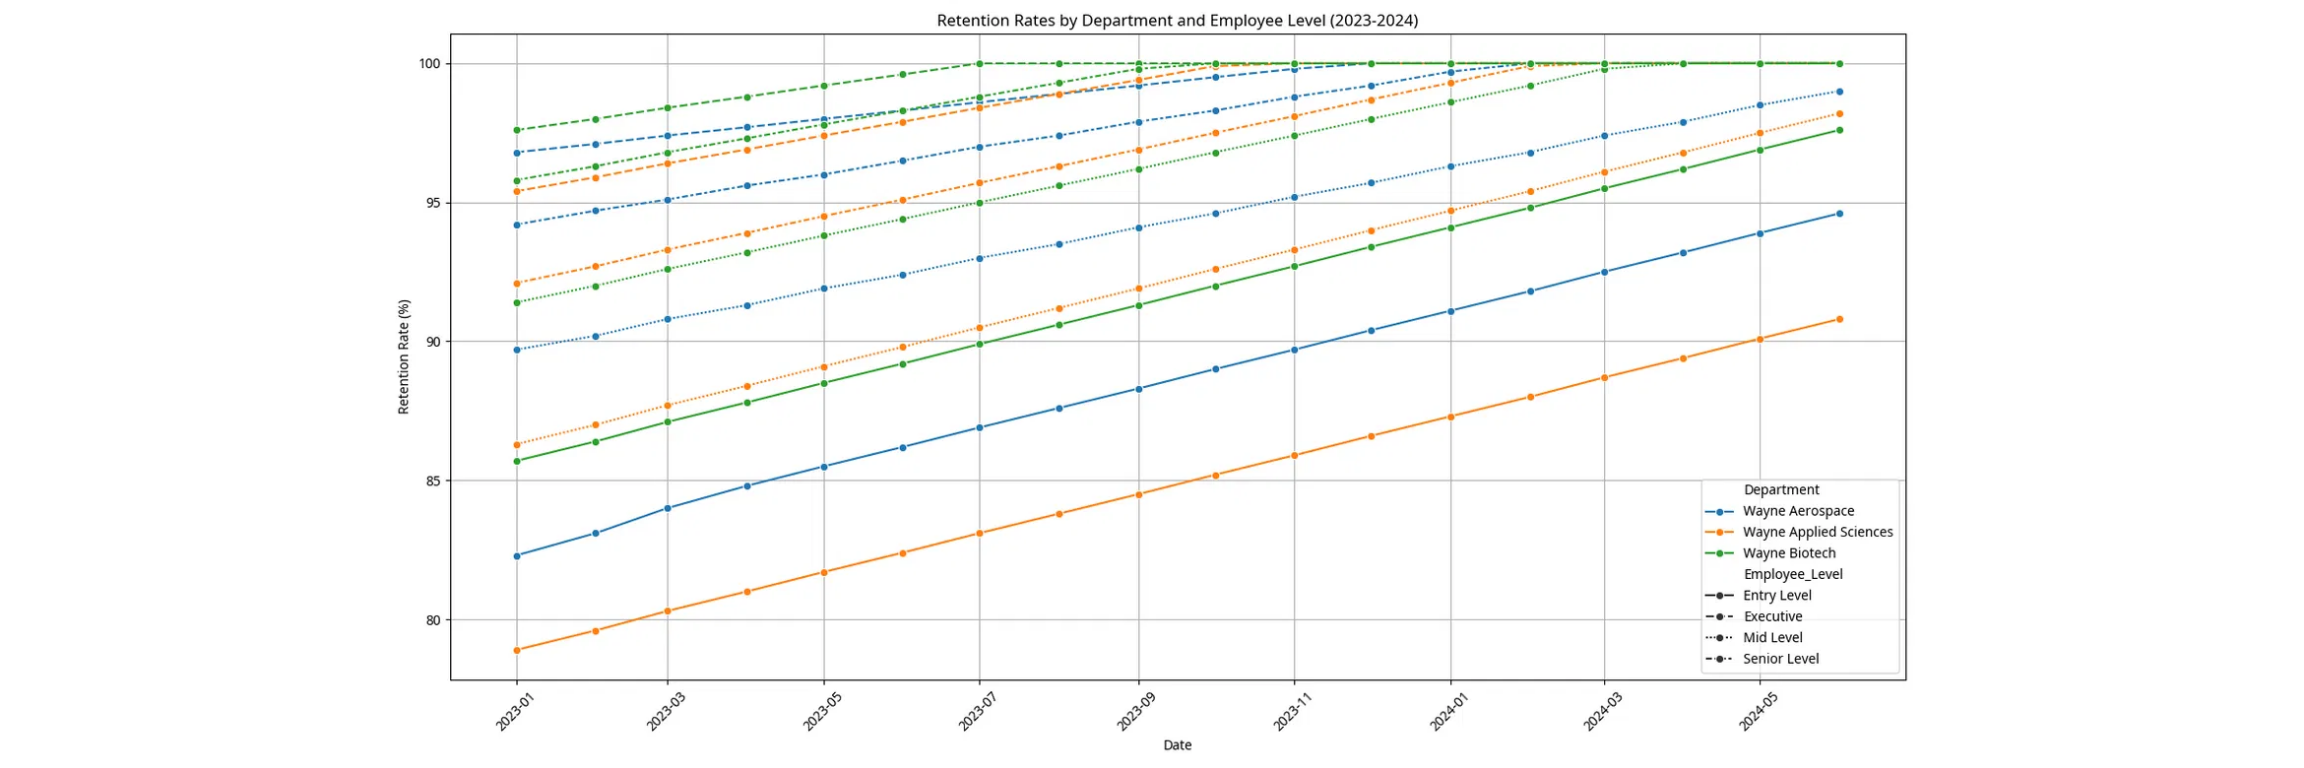 Retention Rates by Department and Employee Level (2023-2024)
100
95
90
85
80
Retention Rate (%)
Department
Wayne Aerospace
Wayne Applied Sciences
Wayne Biotech
Employee_Level
Entry Level
Executive
Mid Level
Senior Level
2023-01
2023-03
2023-05
2023-07
2023-09
2023-11
2024-01
2024-03
2024-05
Date